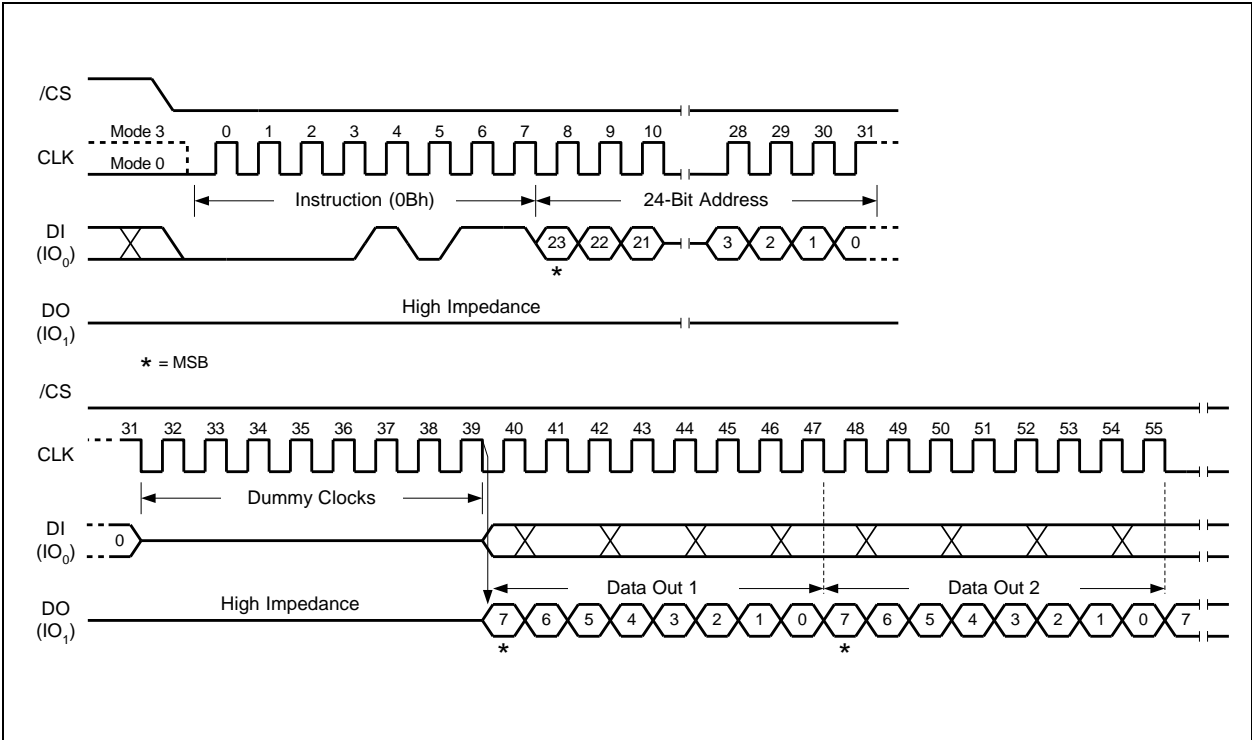 /CS
Mode 3 0 1 2 3 4 5 6 7 8 9 10 28 29 30 31
CLK
Mode 0
Instruction (0Bh) 24-Bit Address
DI
(IO0) 23 22 21 3 2 1 0
*
DO High Impedance
(IO1)
* = MSB
/CS
31 32 33 34 35 36 37 38 39 40 41 42 43 44 45 46 47 48 49 50 51 52 53 54 55
CLK
Dummy Clocks
DI
(IO0) 0
Data Out 1 Data Out 2
DO High Impedance
(IO1) 7 6 5 4 3 2 1 0 7 6 5 4 3 2 1 0 7
* *